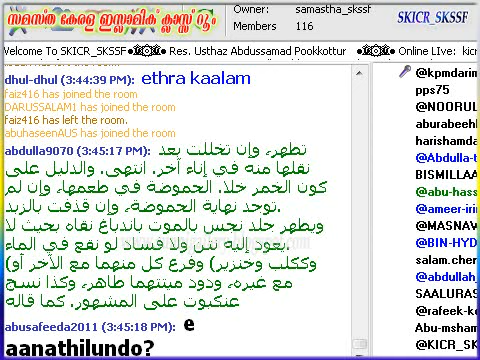 സമസ്ത കേരള ഇസ്ലാമിക് ക്ലാസ് റൂം
Owner: samastha_skssf
Members 116
SKICR_SKSSF
Welcome To SKICR_SKSSF Res. Usthaz Abdussamad Pookkottur
Online LIve: kicr
dhul-dhul (3:44:39 PM): ethra kaalam
faiz416 has joined the room
DARUSSALAM1 has joined the room
faiz416 has left the room.
abuhaseenAUS has joined the room
abdulla9070 (3:45:17 PM): تطهر، وإن تخللت بعد
نقلها منه في إناء آخر. انتهى. والدليل على
كون الخمر خلا. الحموضة في طعمها، وإن لم
توجد نهاية الحموضة، وإن قذفت بالزبد.
ويطهر جلد نجس بالموت باندباغ نقاه بحيث لا
يعود إليه نتن ولا فساد لو نقع في الماء.
(وككلب وخنزير) وفرع كل منهما مع الآخر أو
مع غيره، ودود ميتتهما طاهر، وكذا نسج
عنكبوت على المشهور. كما قاله
abusafeeda2011 (3:45:18 PM): e
aanathilundo?
@kpmdarim
pps75
@NOORUL
aburabeeh
harishamda
@Abdulla-t
BISMILLAA
@abu-hass
@ameer-irin
@MASNAV
@BIN-HYD
salam.cher
@abdullah_
SAALURAS
@rafeek-k
Abu-msham
@KICR_SK